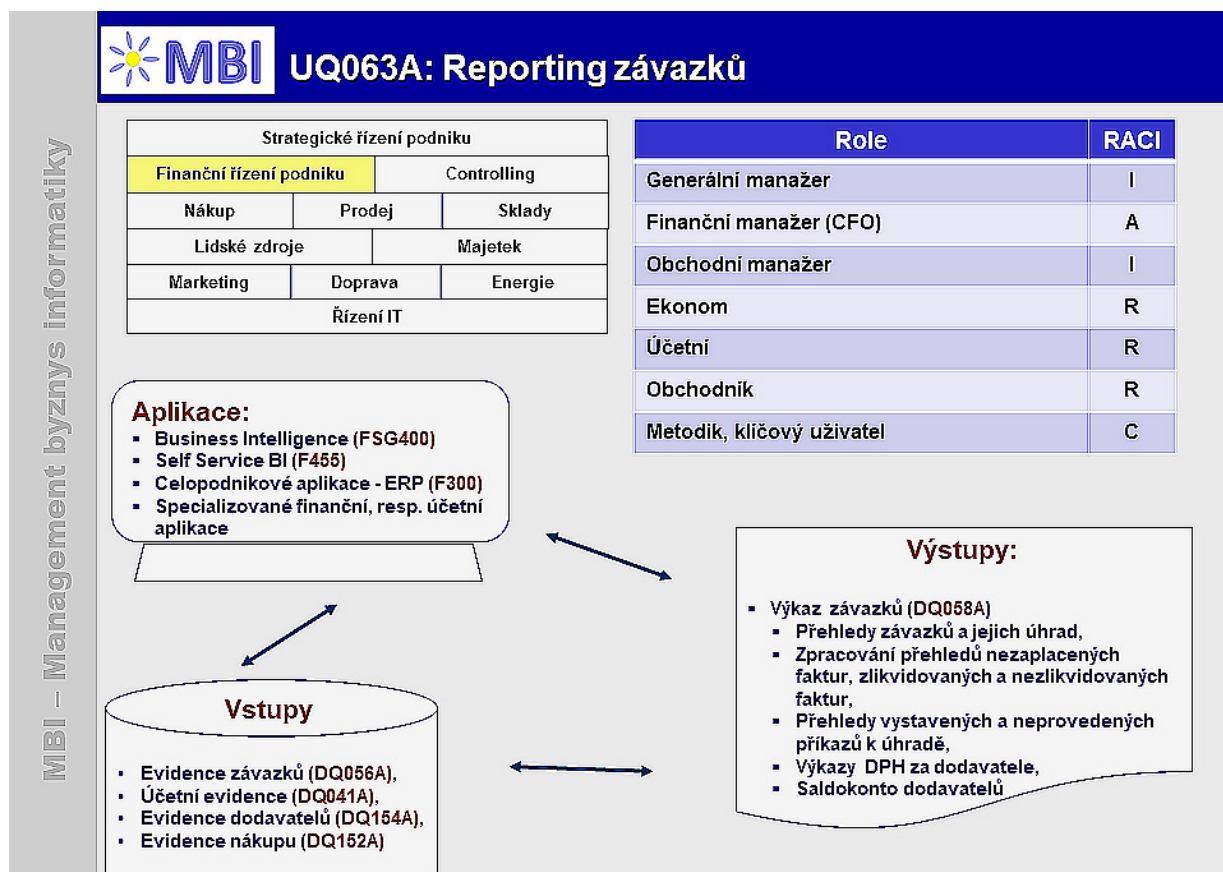 MBI
UQ063A: Reporting závazků
MBI – Management byznys informatiky
Strategické řízení podniku
Finanční řízení podniku
Controlling
Nákup
Prodej
Sklady
Lidské zdroje
Majetek
Marketing
Doprava
Energie
Řízení IT
Role RACI
Generální manažer I
Finanční manažer (CFO) A
Obchodní manažer I
Ekonom R
Účetní R
Obchodník R
Metodik, klíčový uživatel C
Aplikace:
▪ Business Intelligence (FSG400)
▪ Self Service BI (F455)
▪ Celopodnikové aplikace - ERP (F300)
▪ Specializované finanční, resp. účetní
aplikace
Výstupy:
▪ Výkaz závazků (DQ058A)
▪ Přehledy závazků a jejich úhrad,
▪ Zpracování přehledů nezaplacených
faktur, zlikvidovaných a nezlikvidovaných
faktur,
▪ Přehledy vystavených a neprovedených
příkazů k úhradě,
▪ Výkazy DPH za dodavatele,
▪ Saldokonto dodavatelů
Vstupy
▪ Evidence závazků (DQ056A),
▪ Účetní evidence (DQ041A),
▪ Evidence dodavatelů (DQ154A),
▪ Evidence nákupu (DQ152A)